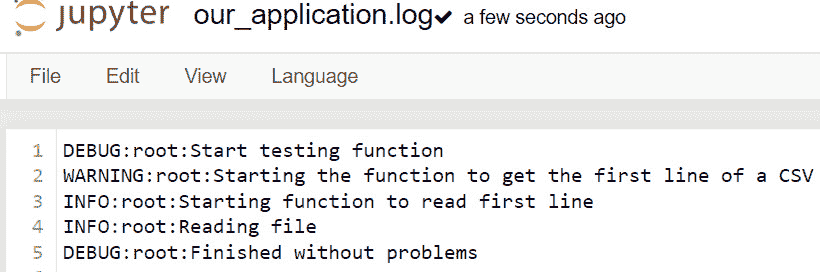 jupyter our_application.log✔ a few seconds ago
File Edit View Language
1 DEBUG:root:Start testing function
2 WARNING:root:Starting the function to get the first line of a CSV
3 INFO:root:Starting function to read first line
4 INFO:root:Reading file
5 DEBUG:root:Finished without problems